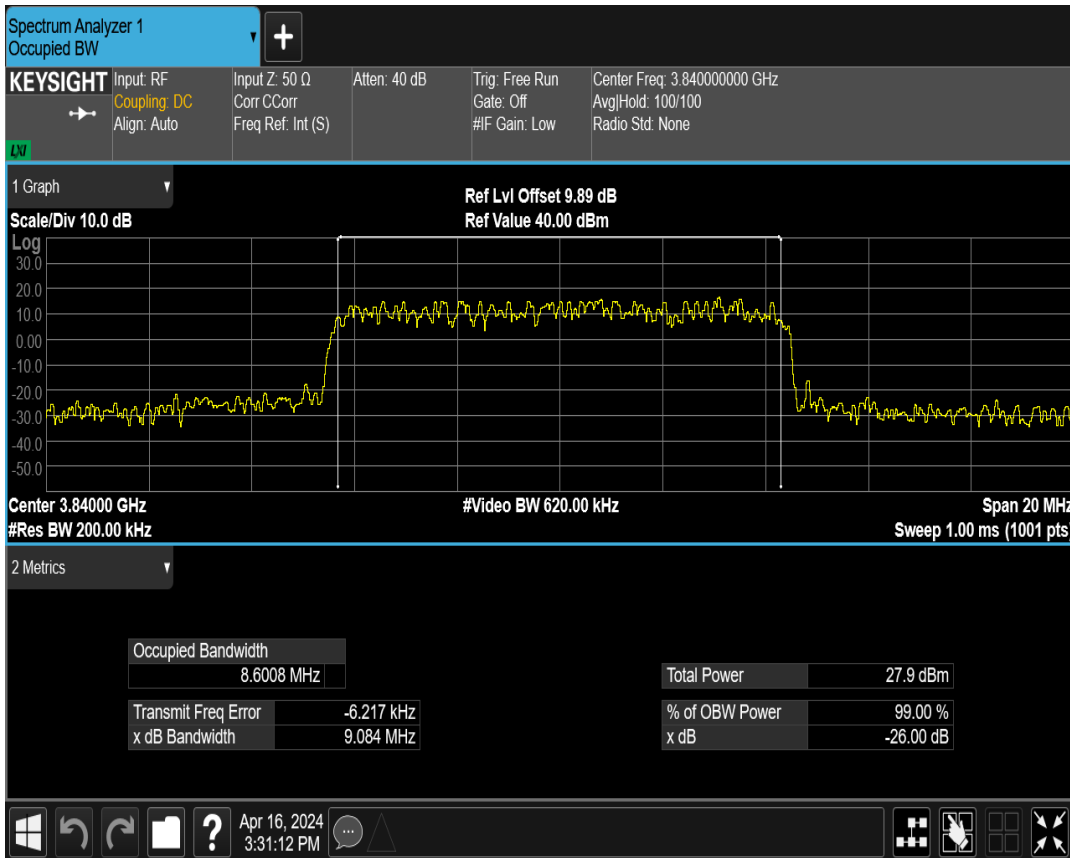 Spectrum Analyzer 1
Occupied BW
+
KEYSIGHT
LXI
Input: RF
Coupling: DC
Align: Auto
Input Z: 50 Ω
Corr CCorr
Freq Ref: Int (S)
Atten: 40 dB
Trig: Free Run
Gate: Off
#IF Gain: Low
Center Freq: 3.840000000 GHz
Avg|Hold: 100/100
Radio Std: None
1 Graph
Scale/Div 10.0 dB
Ref Lvl Offset 9.89 dB
Ref Value 40.00 dBm
Log
30.0
20.0
10.0
0.00
-10.0
-20.0
-30.0
-40.0
-50.0
Center 3.84000 GHz
#Video BW 620.00 kHz
Span 20 MHz
#Res BW 200.00 kHz
Sweep 1.00 ms (1001 pts)
2 Metrics
Occupied Bandwidth
8.6008 MHz
Transmit Freq Error -6.217 kHz
x dB Bandwidth 9.084 MHz
Total Power 27.9 dBm
% of OBW Power 99.00 %
x dB -26.00 dB
?
Apr 16, 2024
3:31:12 PM